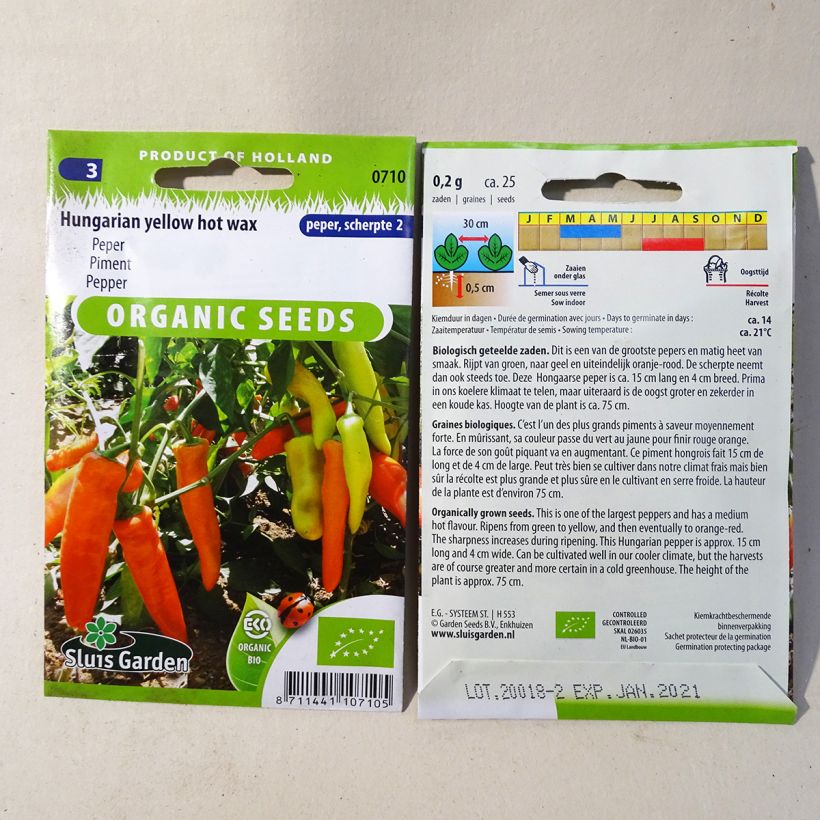 PRODUCT OF HOLLAND
3
0710
Hungarian yellow hot wax
peper, scherpte 2
Peper
Piment
Pepper
ORGANIC SEEDS
EKO
ORGANIC
BIO
Sluis Garden
8 711441 107105
0,2 g ca. 25
zaden | graines | seeds
30 cm
0,5 cm
J F M A M J J A S O N D
Zaaien
onder glas
Semer sous verre
Sow indoor
Oogsttijd
Récolte
Harvest
Kiemduur in dagen • Durée de germination avec jours • Days to germinate in days : ca. 14
Zaaitemperatuur • Températur de semis • Sowing temperature : ca. 21°C
Biologisch geteelde zaden. Dit is een van de grootste pepers en matig heet van
smaak. Rijpt van groen, naar geel en uiteindelijk oranje-rood. De scherpte neemt
dan ook steeds toe. Deze Hongaarse peper is ca. 15 cm lang en 4 cm breed. Prima
in ons koelere klimaat te telen, maar uiteraard is de oogst groter en zekerder in
een koude kas. Hoogte van de plant is ca. 75 cm.
Graines biologiques. C'est l'un des plus grands piments à saveur moyennement
forte. En mûrissant, sa couleur passe du vert au jaune pour finir rouge orange.
La force de son goût piquant va en augmentant. Ce piment hongrois fait 15 cm de
long et de 4 cm de large. Peut très bien se cultiver dans notre climat frais mais bien
sûr la récolte est plus grande et plus sûre en le cultivant en serre froide. La hauteur
de la plante est d'environ 75 cm.
Organically grown seeds. This is one of the largest peppers and has a medium
hot flavour. Ripens from green to yellow, and then eventually to orange-red.
The sharpness increases during ripening. This Hungarian pepper is approx. 15 cm
long and 4 cm wide. Can be cultivated well in our cooler climate, but the harvests
are of course greater and more certain in a cold greenhouse. The height of the
plant is approx. 75 cm.
E.G. - SYSTEEM ST. | H 553
© Garden Seeds B.V., Enkhuizen
www.sluisgarden.nl
CONTROLLED
GECONTROLEERD
SKAL 026035
NL-BIO-01
EU Landbouw
Kiemkrachtbeschermende
binnenverpakking
Sachet protecteur de la germination
Germination protecting package
LOT.20018-2 EXP.JAN.2021